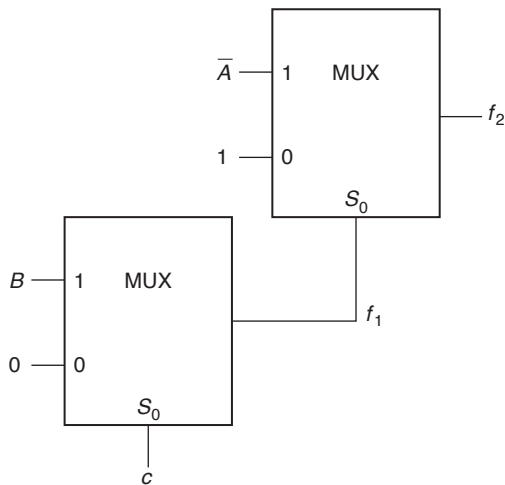 A̅ 1 MUX
f₂
1 0
S₀
B 1 MUX
f₁
0 0
S₀
c